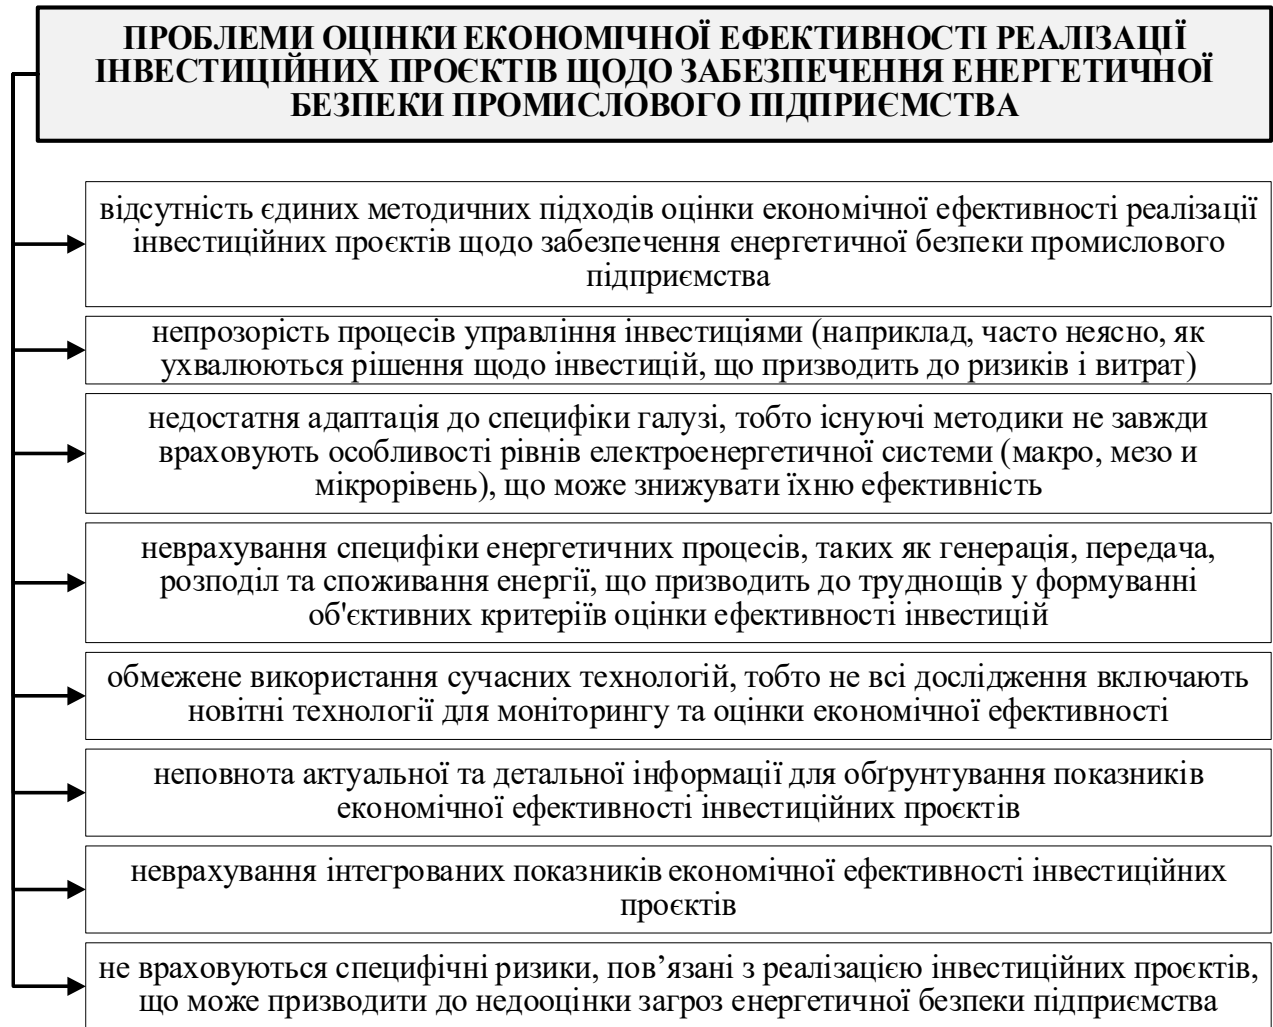 ПРОБЛЕМИ ОЦІНКИ ЕКОНОМІЧНОЇ ЕФЕКТИВНОСТІ РЕАЛІЗАЦІЇ
ІНВЕСТИЦІЙНИХ ПРОЄКТІВ ЩОДО ЗАБЕЗПЕЧЕННЯ ЕНЕРГЕТИЧНОЇ
БЕЗПЕКИ ПРОМИСЛОВОГО ПІДПРИЄМСТВА
відсутність єдиних методичних підходів оцінки економічної ефективності реалізації
інвестиційних проєктів щодо забезпечення енергетичної безпеки промислового
підприємства
непрозорість процесів управління інвестиціями (наприклад, часто неясно, як
ухвалюються рішення щодо інвестицій, що призводить до ризиків і витрат)
недостатня адаптація до специфіки галузі, тобто існуючі методики не завжди
враховують особливості рівнів електроенергетичної системи (макро, мезо и
мікрорівень), що може знижувати їхню ефективність
неврахування специфіки енергетичних процесів, таких як генерація, передача,
розподіл та споживання енергії, що призводить до труднощів у формуванні
об'єктивних критеріїв оцінки ефективності інвестицій
обмежене використання сучасних технологій, тобто не всі дослідження включають
новітні технології для моніторингу та оцінки економічної ефективності
неповнота актуальної та детальної інформації для обґрунтування показників
економічної ефективності інвестиційних проєктів
неврахування інтегрованих показників економічної ефективності інвестиційних
проєктів
не враховуються специфічні ризики, пов’язані з реалізацією інвестиційних проєктів,
що може призводити до недооцінки загроз енергетичної безпеки підприємства